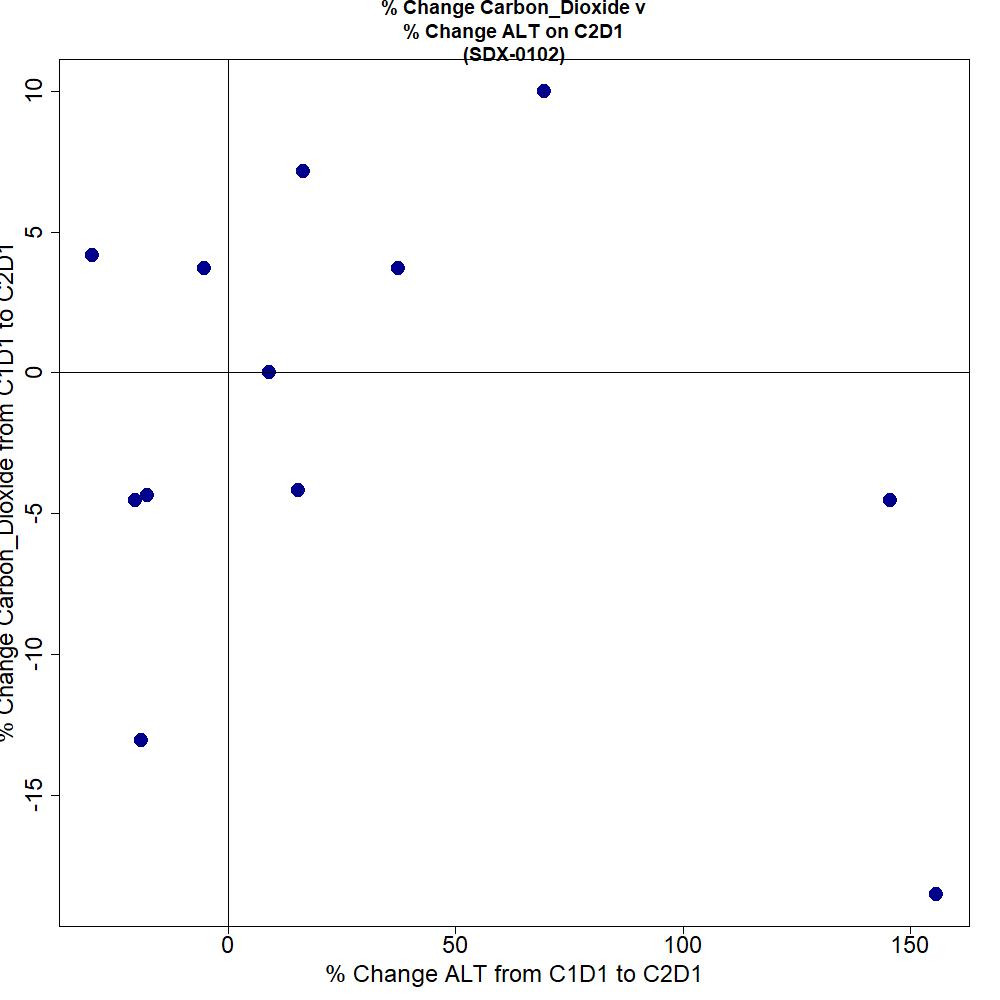 % Change Carbon_Dioxide v
% Change ALT on C2D1
(SDX-0102)
% Change Carbon_Dioxide from C1D1 to C2D1
10
5
0
-5
-10
-15
0
50
100
150
% Change ALT from C1D1 to C2D1